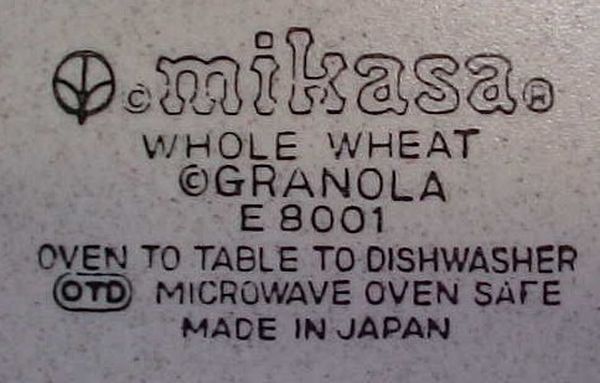 © mikasa ®
WHOLE WHEAT
©GRANOLA
E 8001
OVEN TO TABLE TO DISHWASHER
OTD MICROWAVE OVEN SAFE
MADE IN JAPAN